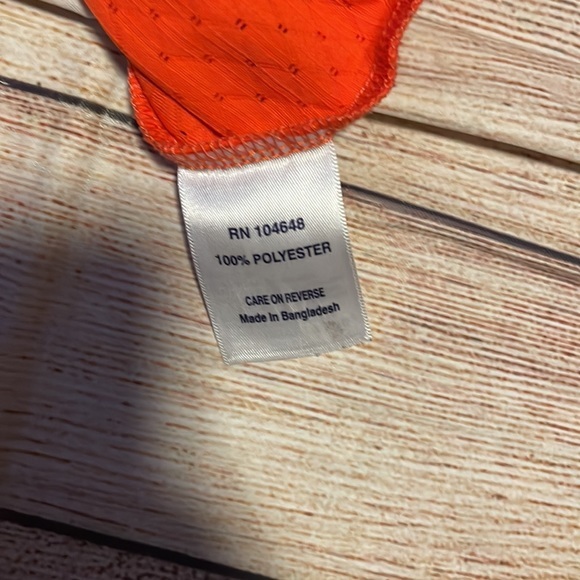 RN 104648
100% POLYESTER
CARE ON REVERSE
Made In Bangladesh